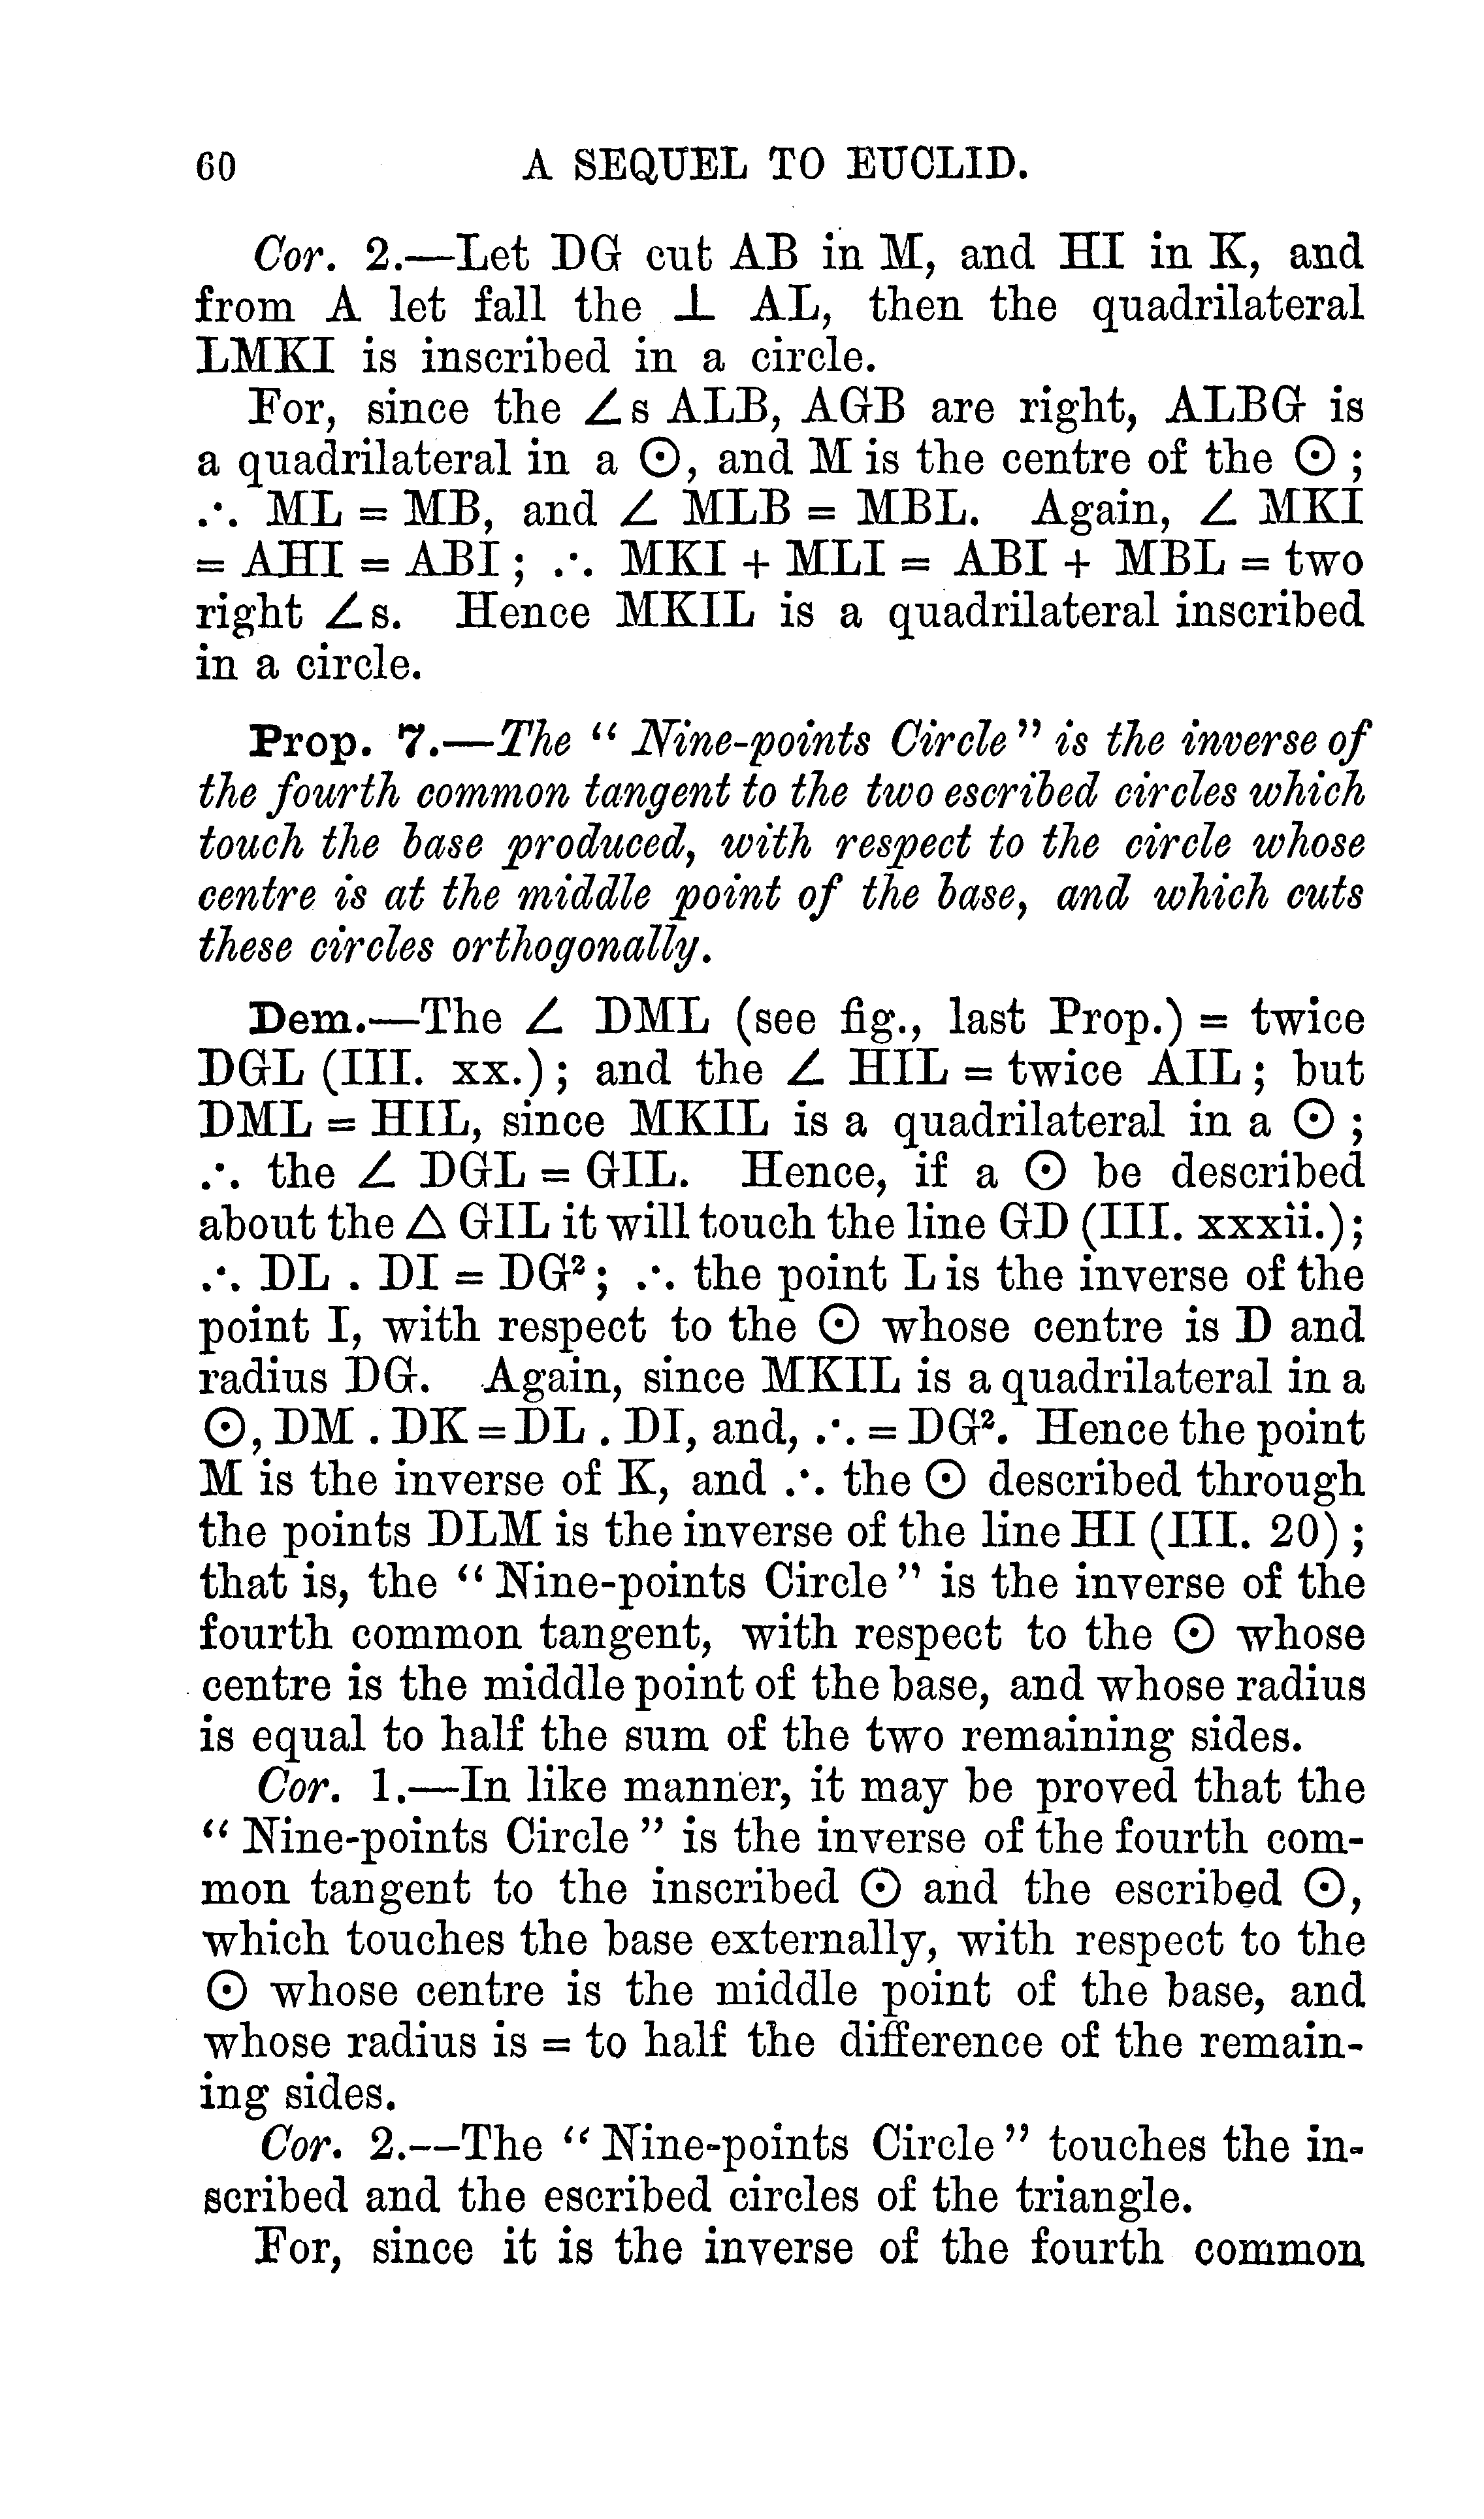 60 A SEQUEL TO EUCLID.
Cor. 2.—Let DG cut AB in M, and HI in K, and
from A let fall the ⊥ AL, then the quadrilateral
LMKI is inscribed in a circle.
For, since the ∠s ALB, AGB are right, ALBG is
a quadrilateral in a ⊙, and M is the centre of the ⊙ ;
∴ ML = MB, and ∠ MLB = MBL. Again, ∠ MKI
= AHI = ABI ; ∴ MKI + MLI = ABI + MBL = two
right ∠s. Hence MKIL is a quadrilateral inscribed
in a circle.
Prop. 7.—The “ Nine-points Circle ” is the inverse of
the fourth common tangent to the two escribed circles which
touch the base produced, with respect to the circle whose
centre is at the middle point of the base, and which cuts
these circles orthogonally.
Dem.—The ∠ DML (see fig., last Prop.) = twice
DGL (III. xx.) ; and the ∠ HIL = twice AIL ; but
DML = HIL, since MKIL is a quadrilateral in a ⊙ ;
∴ the ∠ DGL = GIL. Hence, if a ⊙ be described
about the △ GIL it will touch the line GD (III. xxxii.) ;
∴ DL . DI = DG² ; ∴ the point L is the inverse of the
point I, with respect to the ⊙ whose centre is D and
radius DG. Again, since MKIL is a quadrilateral in a
⊙, DM . DK = DL . DI, and, ∴ = DG². Hence the point
M is the inverse of K, and ∴ the ⊙ described through
the points DLM is the inverse of the line HI (III. 20) ;
that is, the “ Nine-points Circle ” is the inverse of the
fourth common tangent, with respect to the ⊙ whose
centre is the middle point of the base, and whose radius
is equal to half the sum of the two remaining sides.
Cor. 1.—In like manner, it may be proved that the
“ Nine-points Circle ” is the inverse of the fourth com-
mon tangent to the inscribed ⊙ and the escribed ⊙,
which touches the base externally, with respect to the
⊙ whose centre is the middle point of the base, and
whose radius is = to half the difference of the remain-
ing sides.
Cor. 2.—The “ Nine-points Circle ” touches the in-
scribed and the escribed circles of the triangle.
For, since it is the inverse of the fourth common